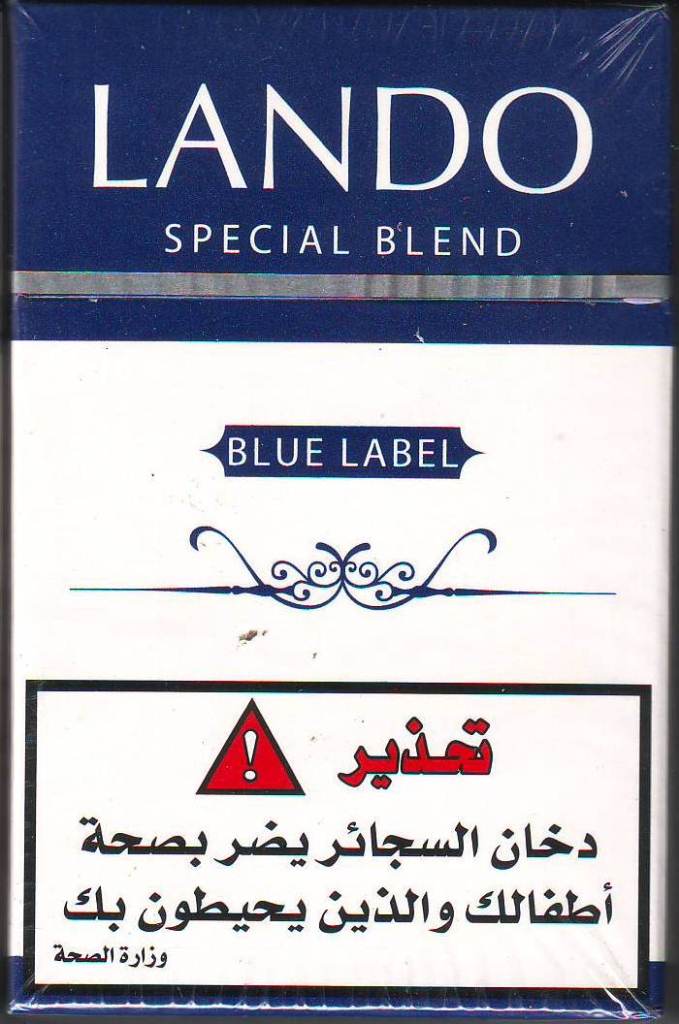 LANDO
SPECIAL BLEND
BLUE LABEL
تحذير
دخان السجائر يضر بصحة
أطفالك والذين يحيطون بك
وزارة الصحة